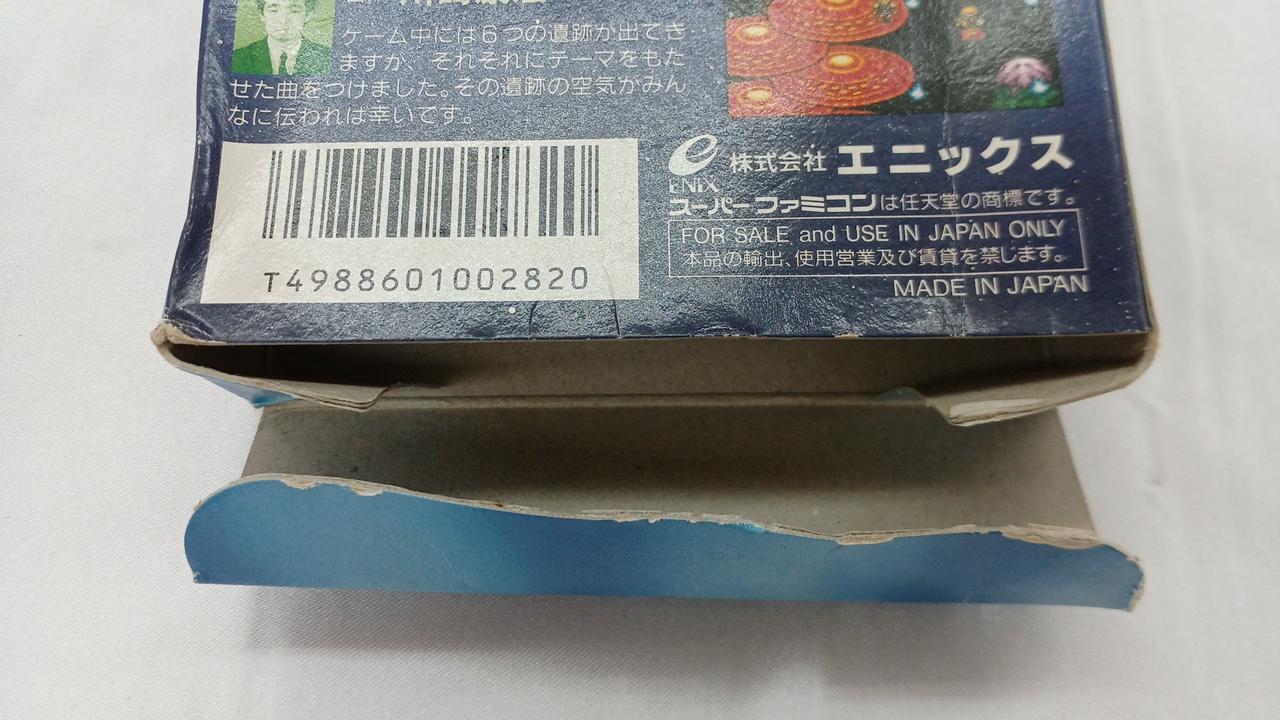 ゲーム中には６つの遺跡が出てき
ますが、それぞれにテーマをもた
せた曲をつけました。その遺跡の空気がみん
なに伝われば幸いです。
T4988601002820
ENIX
株式会社 エニックス
スーパーファミコンは任天堂の商標です。
FOR SALE and USE IN JAPAN ONLY
本品の輸出、使用営業及び賃貸を禁じます。
MADE IN JAPAN